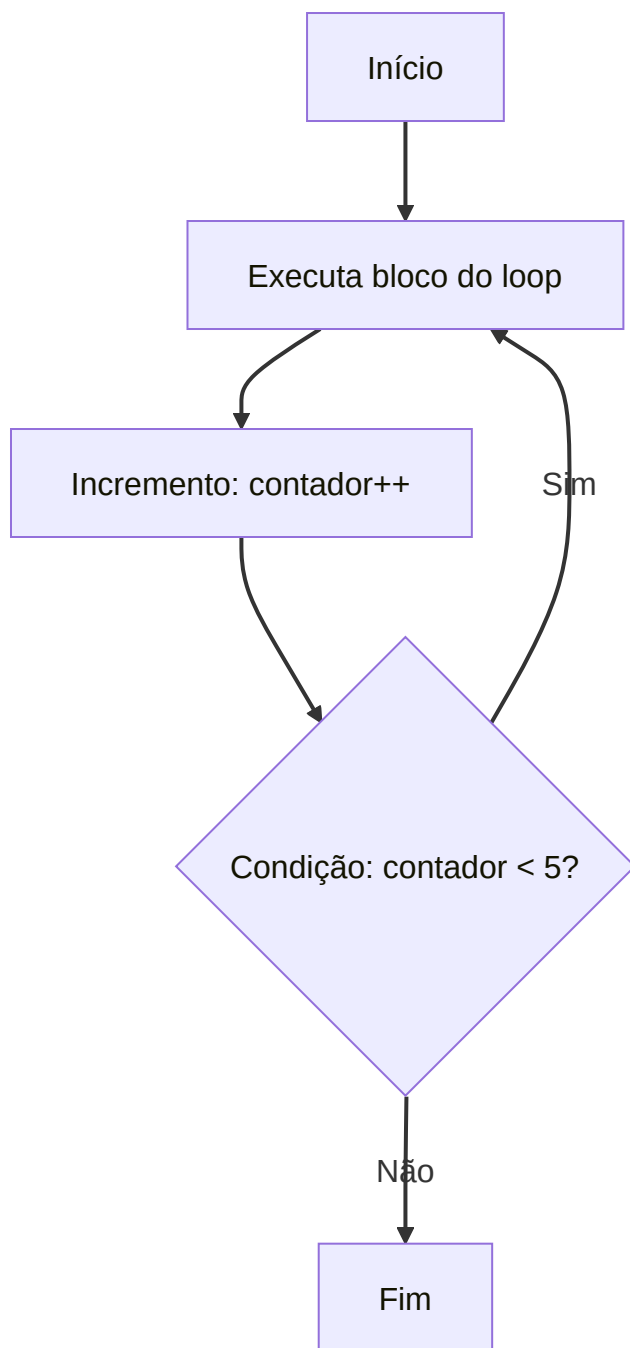 Início
Executa bloco do loop
Incremento: contador++
Sim
Condição: contador < 5?
Não
Fim